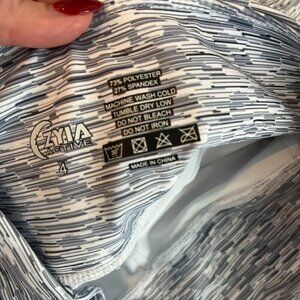 ZYIA
ACTIVE
4
73% POLYESTER
27% SPANDEX
MACHINE WASH COLD
TUMBLE DRY LOW
DO NOT BLEACH
DO NOT IRON
MADE IN CHINA